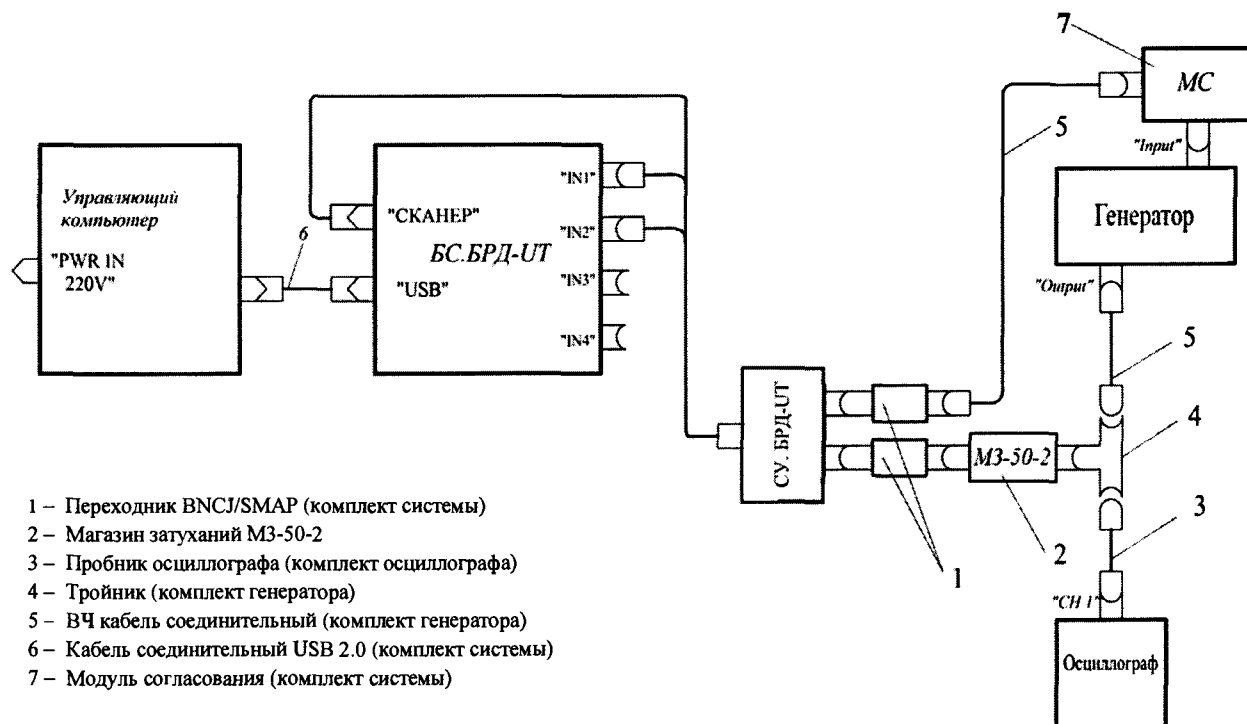 7
МС
"Input"
5
Управляющий
компьютер
"PWR IN
220V"
6
"СКАНЕР"
БС.БРД-UT
"USB"
"IN1"
"IN2"
"IN3"
"IN4"
Генератор
"Output"
5
4
СУ. БРД-UT
МЗ-50-2
1
2
3
"CH 1"
Осциллограф
1 – Переходник BNCJ/SMAP (комплект системы)
2 – Магазин затуханий МЗ-50-2
3 – Пробник осциллографа (комплект осциллографа)
4 – Тройник (комплект генератора)
5 – ВЧ кабель соединительный (комплект генератора)
6 – Кабель соединительный USB 2.0 (комплект системы)
7 – Модуль согласования (комплект системы)